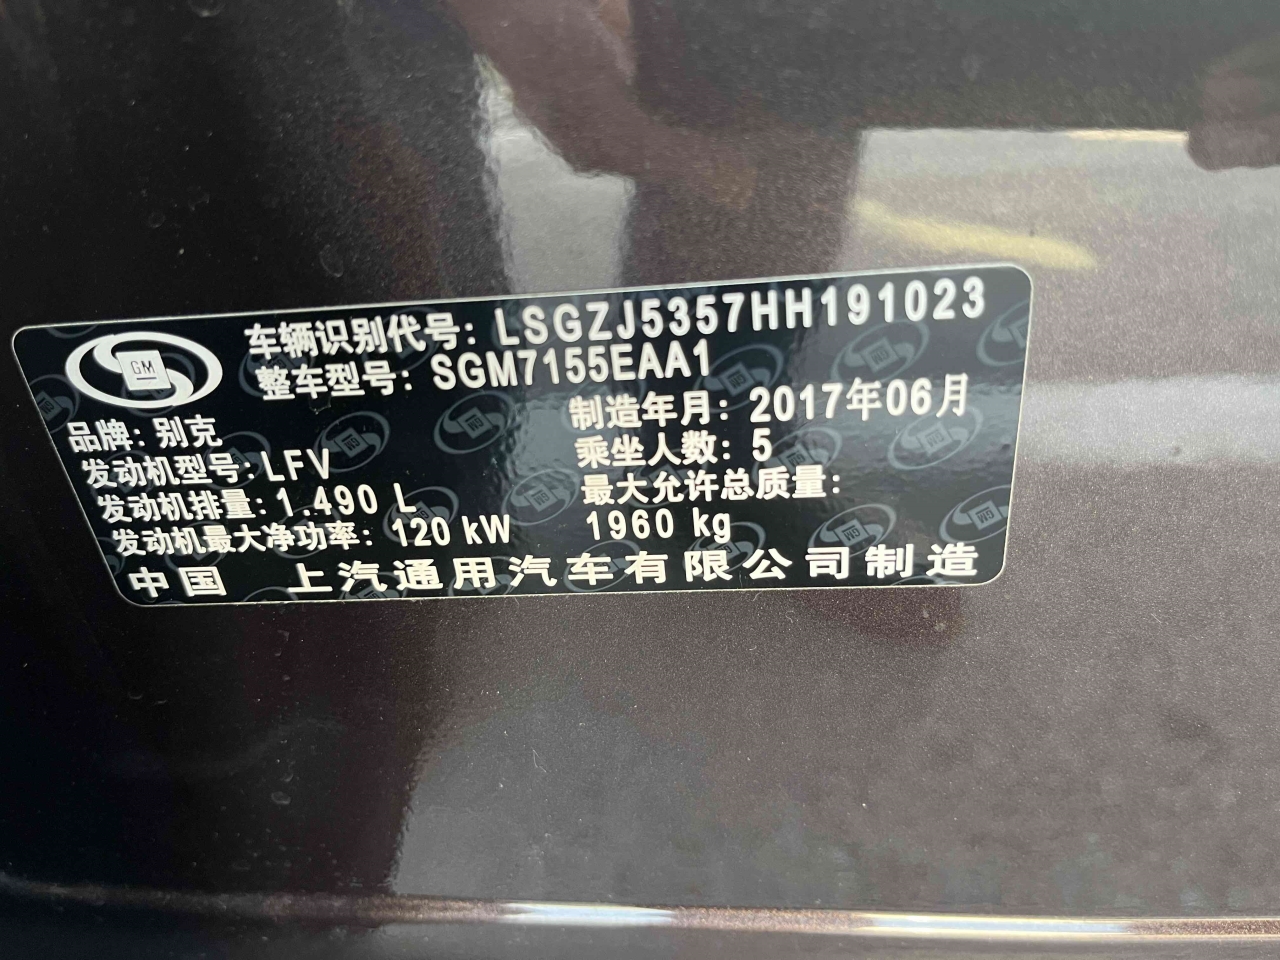 车辆识别代号: LSGZJ5357HH191023
整车型号: SGM7155EAA1
GM
制造年月: 2017年06月
品牌: 别克
乘坐人数: 5
发动机型号: LFV
最大允许总质量:
发动机排量: 1.490 L
1960 kg
发动机最大净功率: 120 kW
中国 上汽通用汽车有限公司制造